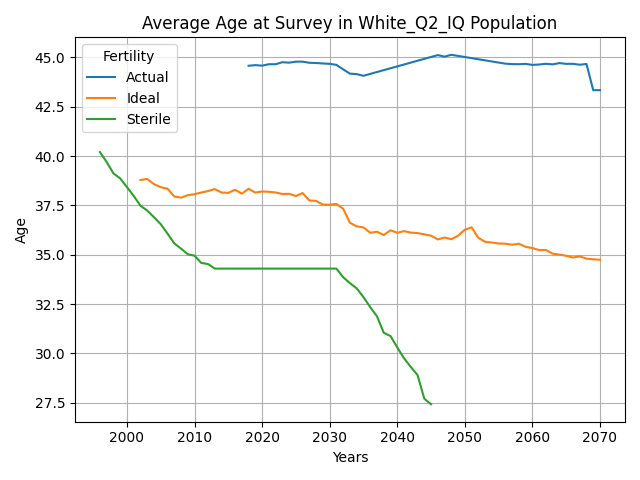 Average Age at Survey in White_Q2_IQ Population
Fertility
Actual
Ideal
Sterile
45.0
42.5
40.0
37.5
35.0
32.5
30.0
27.5
Age
2000 2010 2020 2030 2040 2050 2060 2070
Years